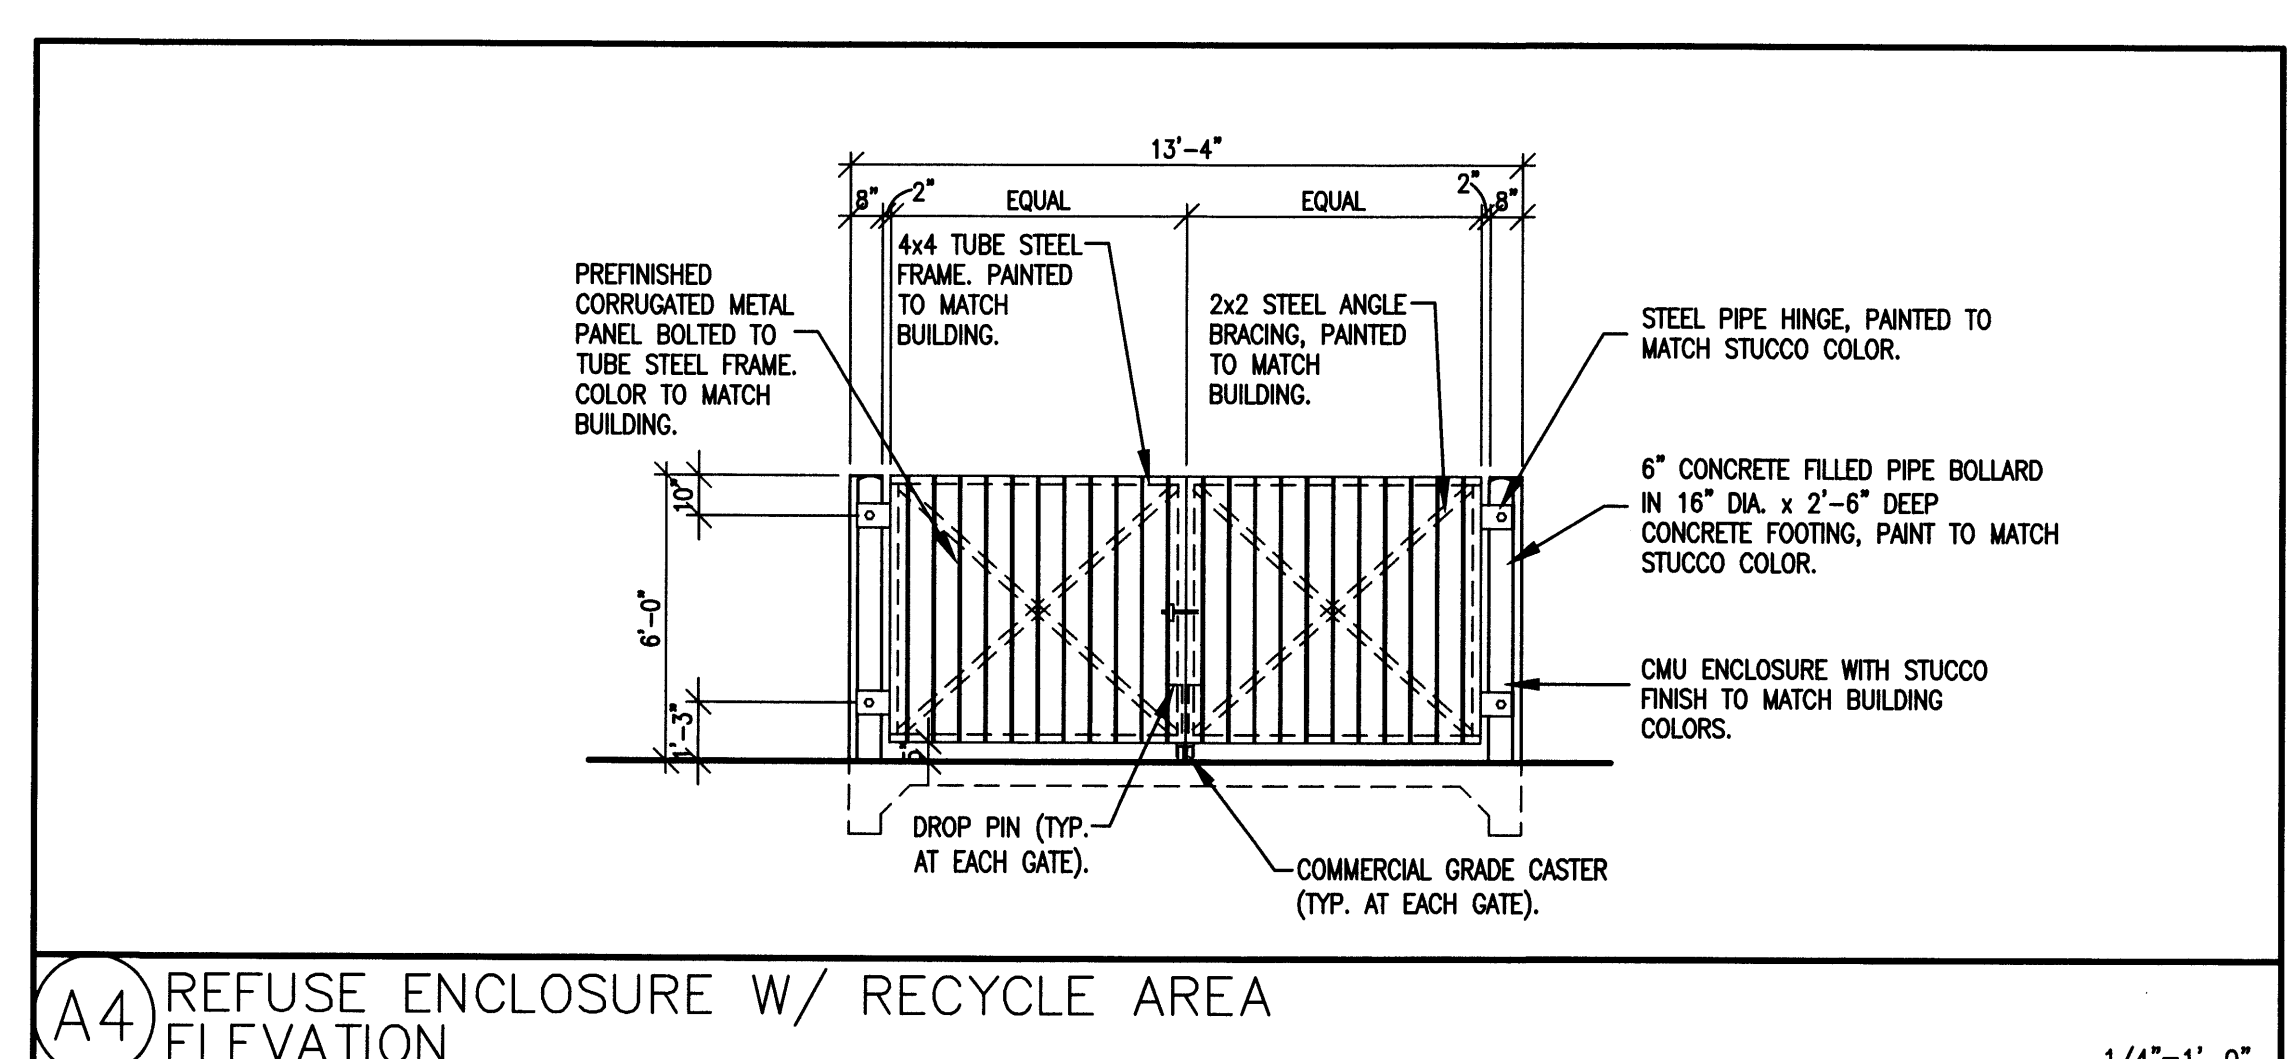 13'-4"
8"
2"
EQUAL
EQUAL
2"
8"
4x4 TUBE STEEL
FRAME. PAINTED
TO MATCH
BUILDING.
PREFINISHED
CORRUGATED METAL
PANEL BOLTED TO
TUBE STEEL FRAME.
COLOR TO MATCH
BUILDING.
2x2 STEEL ANGLE
BRACING, PAINTED
TO MATCH
BUILDING.
STEEL PIPE HINGE, PAINTED TO
MATCH STUCCO COLOR.
6" CONCRETE FILLED PIPE BOLLARD
IN 16" DIA. x 2'-6" DEEP
CONCRETE FOOTING, PAINT TO MATCH
STUCCO COLOR.
CMU ENCLOSURE WITH STUCCO
FINISH TO MATCH BUILDING
COLORS.
10"
6'-0"
1'-3"
5"
DROP PIN (TYP.
AT EACH GATE).
COMMERCIAL GRADE CASTER
(TYP. AT EACH GATE).
A4
REFUSE ENCLOSURE W/ RECYCLE AREA
ELEVATION
1/4"=1'-0"